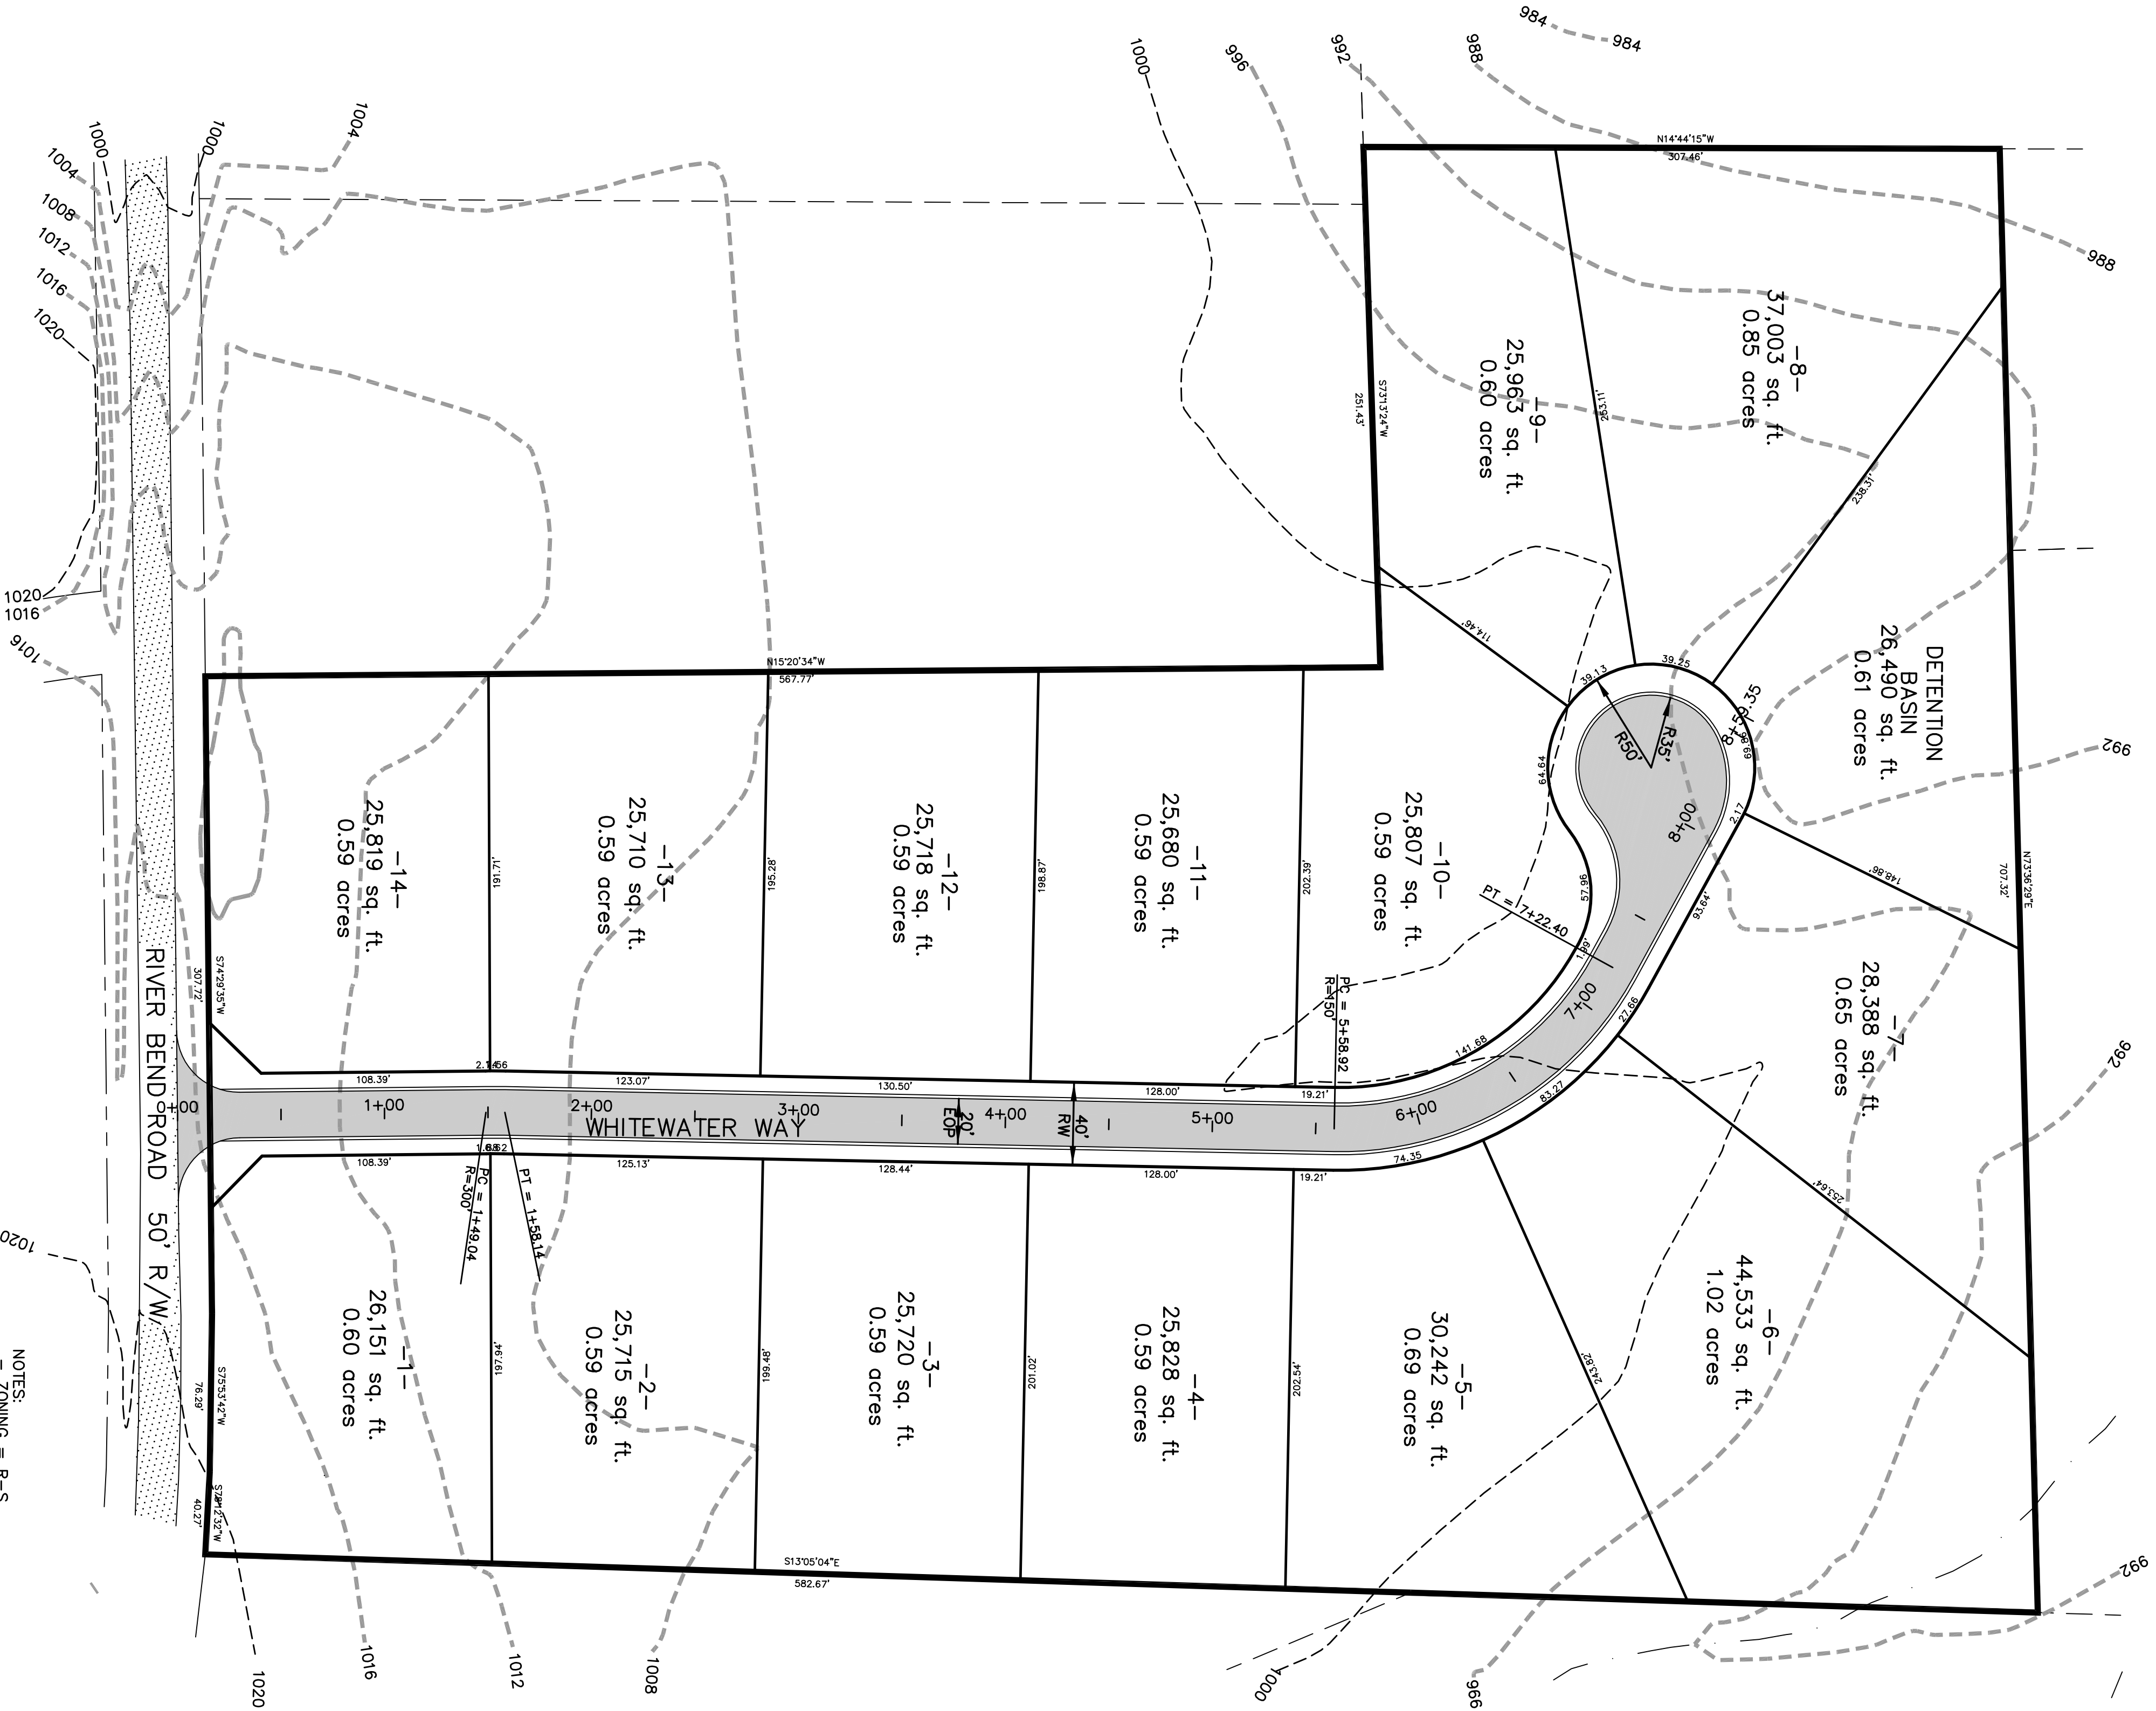 984
984
988
992
996
1000
1004
1000
1000
1004
1008
1012
1016
1020
1020
1016
1016
1020
988
992
992
992
996
1000
1008
1012
1016
1020
N14°44'15"W
307.46'
S73°13'24"W
251.43'
N15°20'34"W
567.77'
N73°36'29"E
707.32'
S74°29'35"W
307.72'
S75°53'42"W
76.29'
S78°12'32"W
40.27'
S13°05'04"E
582.67'
-8-
37,003 sq. ft.
0.85 acres
-9-
25,963 sq. ft.
0.60 acres
DETENTION
BASIN
26,490 sq. ft.
0.61 acres
-10-
25,807 sq. ft.
0.59 acres
-11-
25,680 sq. ft.
0.59 acres
-12-
25,718 sq. ft.
0.59 acres
-13-
25,710 sq. ft.
0.59 acres
-14-
25,819 sq. ft.
0.59 acres
-7-
28,388 sq. ft.
0.65 acres
-6-
44,533 sq. ft.
1.02 acres
-5-
30,242 sq. ft.
0.69 acres
-4-
25,828 sq. ft.
0.59 acres
-3-
25,720 sq. ft.
0.59 acres
-2-
25,715 sq. ft.
0.59 acres
-1-
26,151 sq. ft.
0.60 acres
253.11'
238.31'
114.46'
148.86'
253.64'
243.82'
191.71'
195.28'
198.87'
202.39'
197.94'
199.48'
201.02'
202.54'
39.13
39.25
69.86
2.17
64.64
57.96
1.99'
93.64'
27.66
83.27
74.35
141.68
R50'
R35'
8+59.35
8+00
7+00
6+00
5+00
4+00
3+00
2+00
1+00
0+00
PT = 7+22.40
PC = 5+58.92
R=150'
PT = 1+58.14
PC = 1+49.04
R=300'
108.39'
123.07'
130.50'
128.00'
19.21'
108.39'
125.13'
128.44'
128.00'
19.21'
20'
EOP
40'
RW
WHITEWATER WAY
RIVER BEND ROAD 50' R/W
NOTES:
- ZONING = R-S